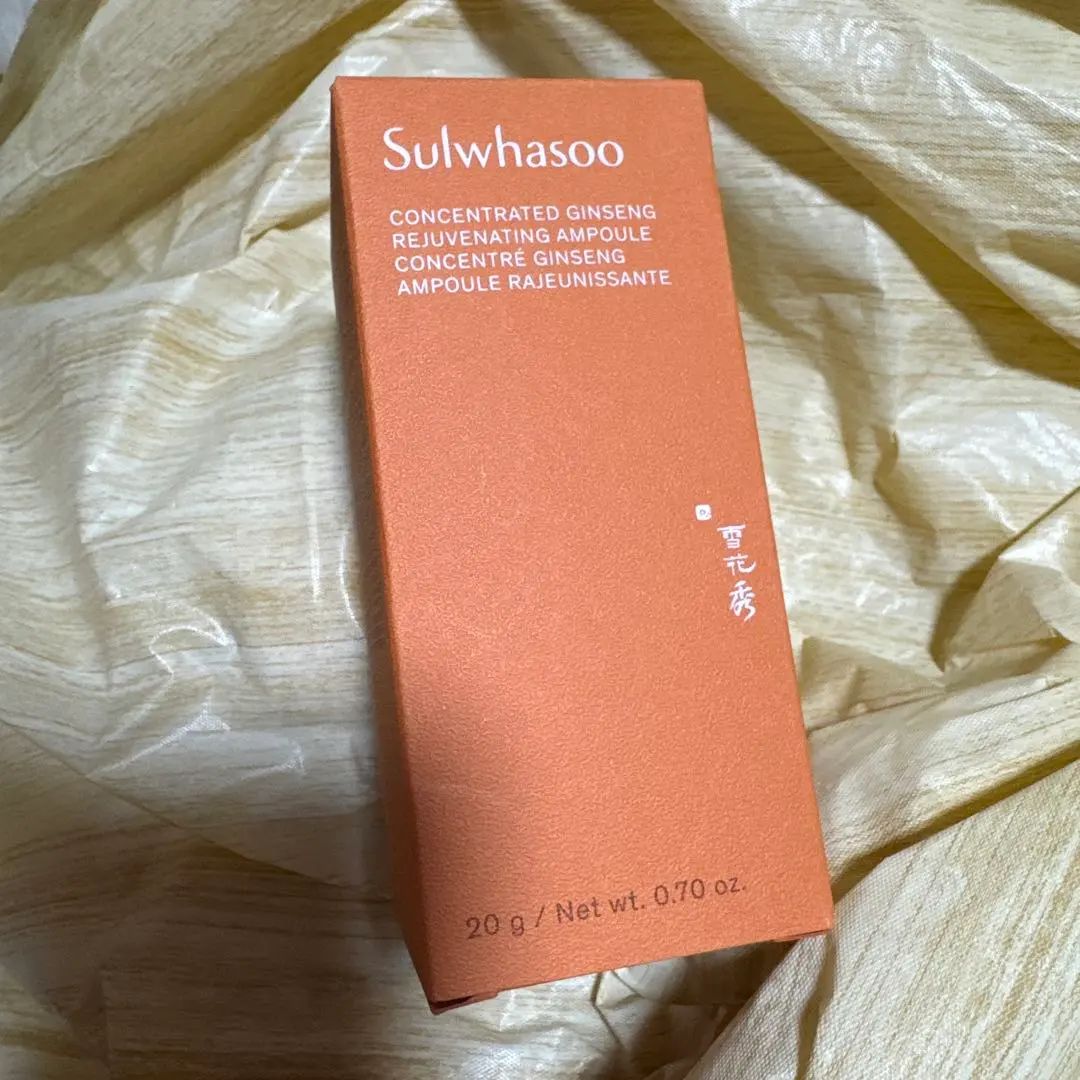 Sulwhasoo
CONCENTRATED GINSENG
REJUVENATING AMPOULE
CONCENTRÉ GINSENG
AMPOULE RAJEUNISSANTE
雪花秀
20 g / Net wt. 0.70 oz.